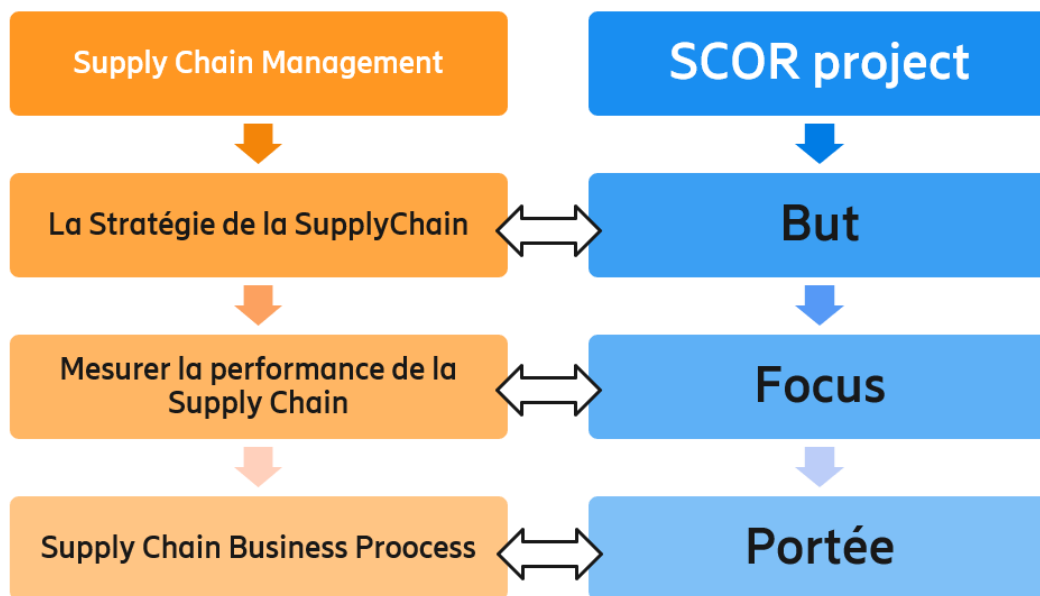 Supply Chain Management
SCOR project
La Stratégie de la SupplyChain
But
Mesurer la performance de la
Supply Chain
Focus
Supply Chain Business Proocess
Portée